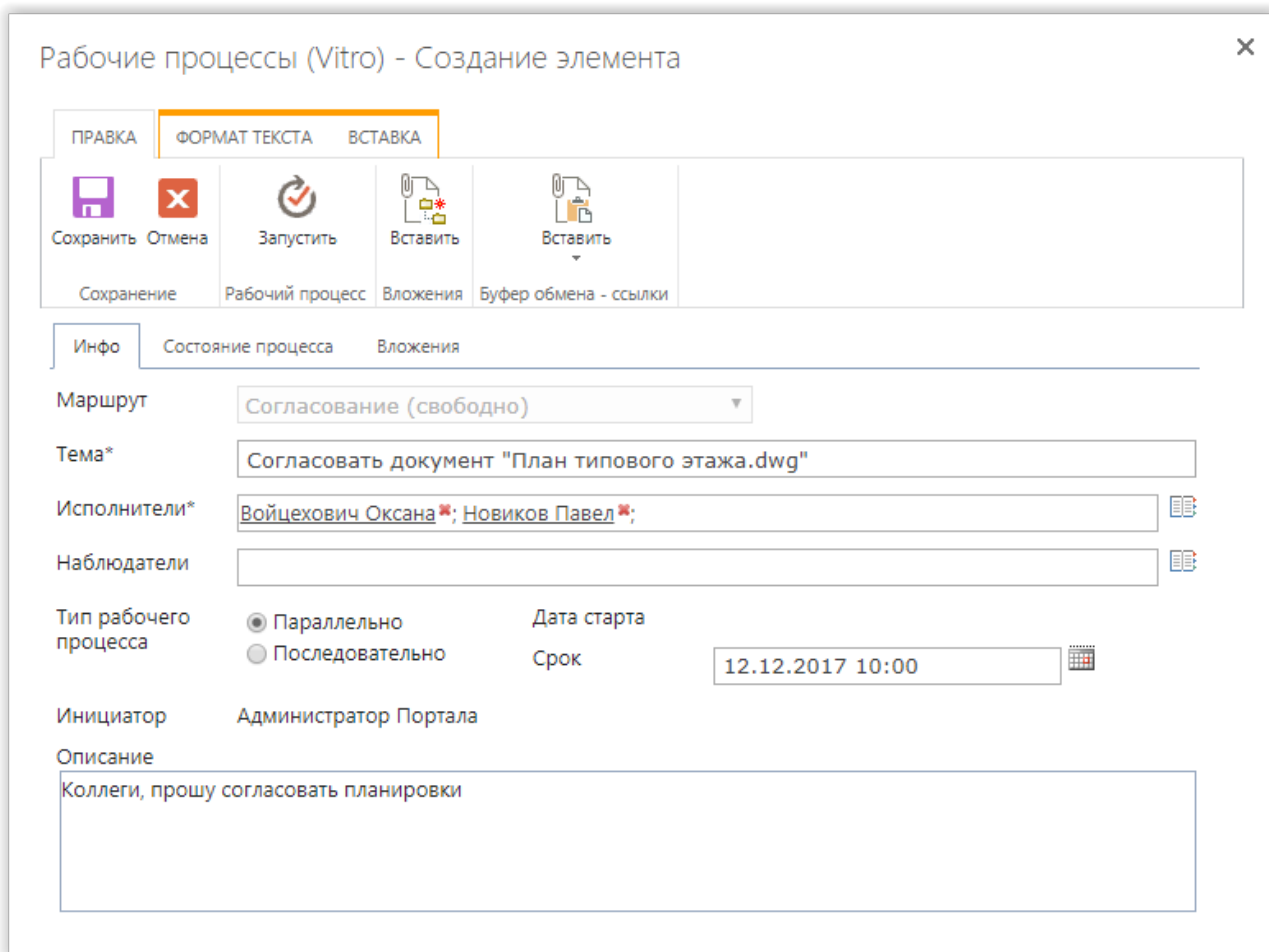 Рабочие процессы (Vitro) - Создание элемента
ПРАВКА ФОРМАТ ТЕКСТА ВСТАВКА
Сохранить Отмена Запустить Вставить Вставить
Сохранение Рабочий процесс Вложения Буфер обмена - ссылки
Инфо Состояние процесса Вложения
Маршрут Согласование (свободно)
Тема* Согласовать документ "План типового этажа.dwg"
Исполнители* Войцехович Оксана; Новиков Павел;
Наблюдатели
Тип рабочего Параллельно Дата старта
процесса Последовательно Срок 12.12.2017 10:00
Инициатор Администратор Портала
Описание
Коллеги, прошу согласовать планировки